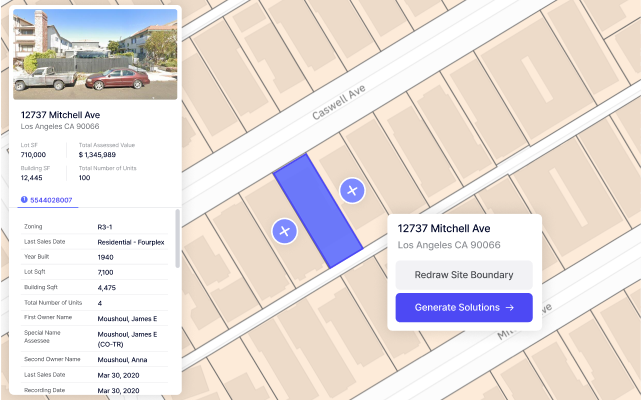 12737 Mitchell Ave
Los Angeles CA 90066
Lot SF
Total Assessed Value
710,000
$ 1,345,989
Building SF
Total Number of Units
12,445
100
5544028007
Zoning
R3-1
Last Sales Date
Residential - Fourplex
Year Built
1940
Lot Sqft
7,100
Building Sqft
4,475
Total Number of Units
4
First Owner Name
Moushoul, James E
Special Name
Assessee
Moushoul, James E
(CO-TR)
Second Owner Name
Moushoul, Anna
Last Sales Date
Mar 30, 2020
Recording Date
Mar 30, 2020
Caswell Ave
12737 Mitchell Ave
Los Angeles CA 90066
Redraw Site Boundary
Generate Solutions →
Ave